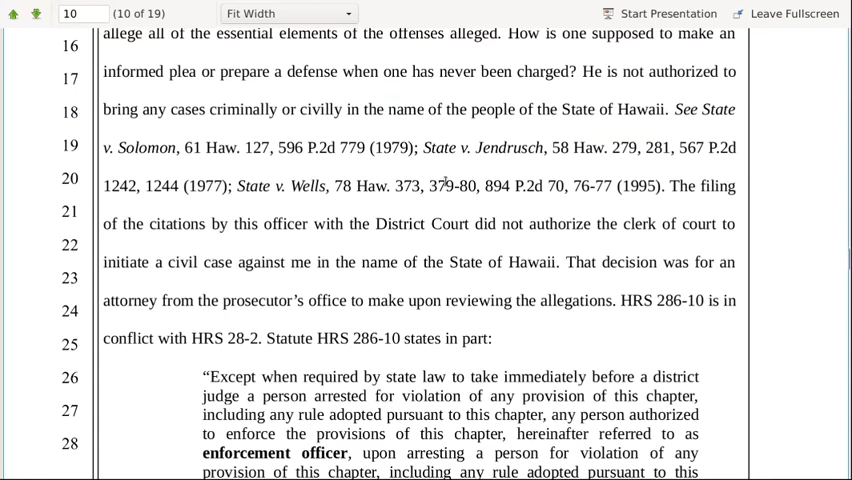 10 (10 of 19) Fit Width Start Presentation Leave Fullscreen
16 allege all of the essential elements of the offenses alleged. How is one supposed to make an
17 informed plea or prepare a defense when one has never been charged? He is not authorized to
18 bring any cases criminally or civilly in the name of the people of the State of Hawaii. See State
19 v. Solomon, 61 Haw. 127, 596 P.2d 779 (1979); State v. Jendrusch, 58 Haw. 279, 281, 567 P.2d
20 1242, 1244 (1977); State v. Wells, 78 Haw. 373, 379-80, 894 P.2d 70, 76-77 (1995). The filing
21 of the citations by this officer with the District Court did not authorize the clerk of court to
22 initiate a civil case against me in the name of the State of Hawaii. That decision was for an
23 attorney from the prosecutor’s office to make upon reviewing the allegations. HRS 286-10 is in
24 conflict with HRS 28-2. Statute HRS 286-10 states in part:
25
26 “Except when required by state law to take immediately before a district
judge a person arrested for violation of any provision of this chapter,
27 including any rule adopted pursuant to this chapter, any person authorized
to enforce the provisions of this chapter, hereinafter referred to as
28 enforcement officer, upon arresting a person for violation of any
provision of this chapter, including any rule adopted pursuant to this